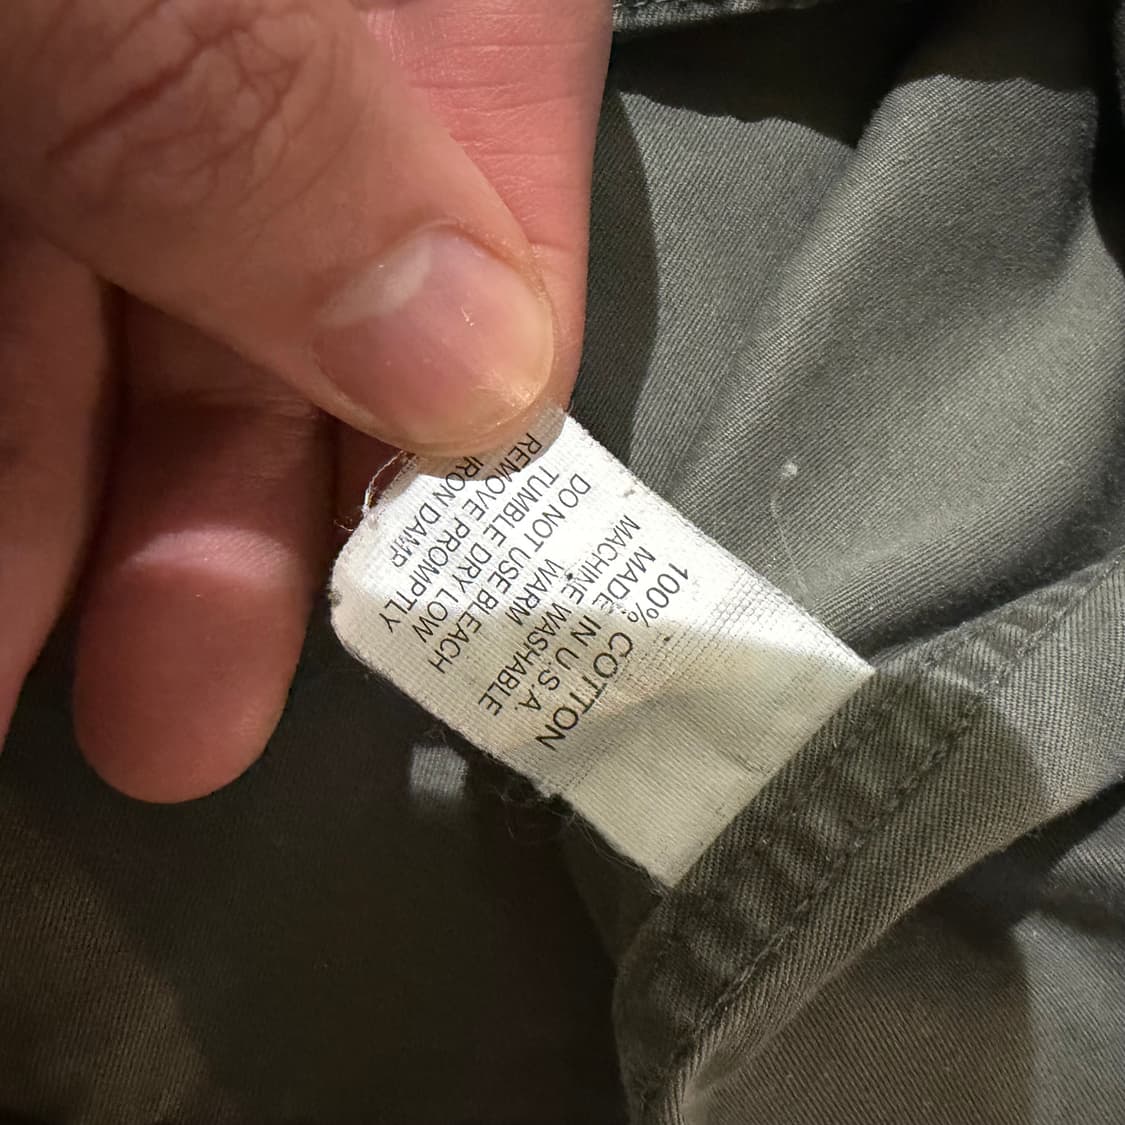 100% COTTON
MADE IN U.S.A.
MACHINE WASHABLE
WARM
DO NOT USE BLEACH
TUMBLE DRY LOW
REMOVE PROMPTLY
IRON DAMP